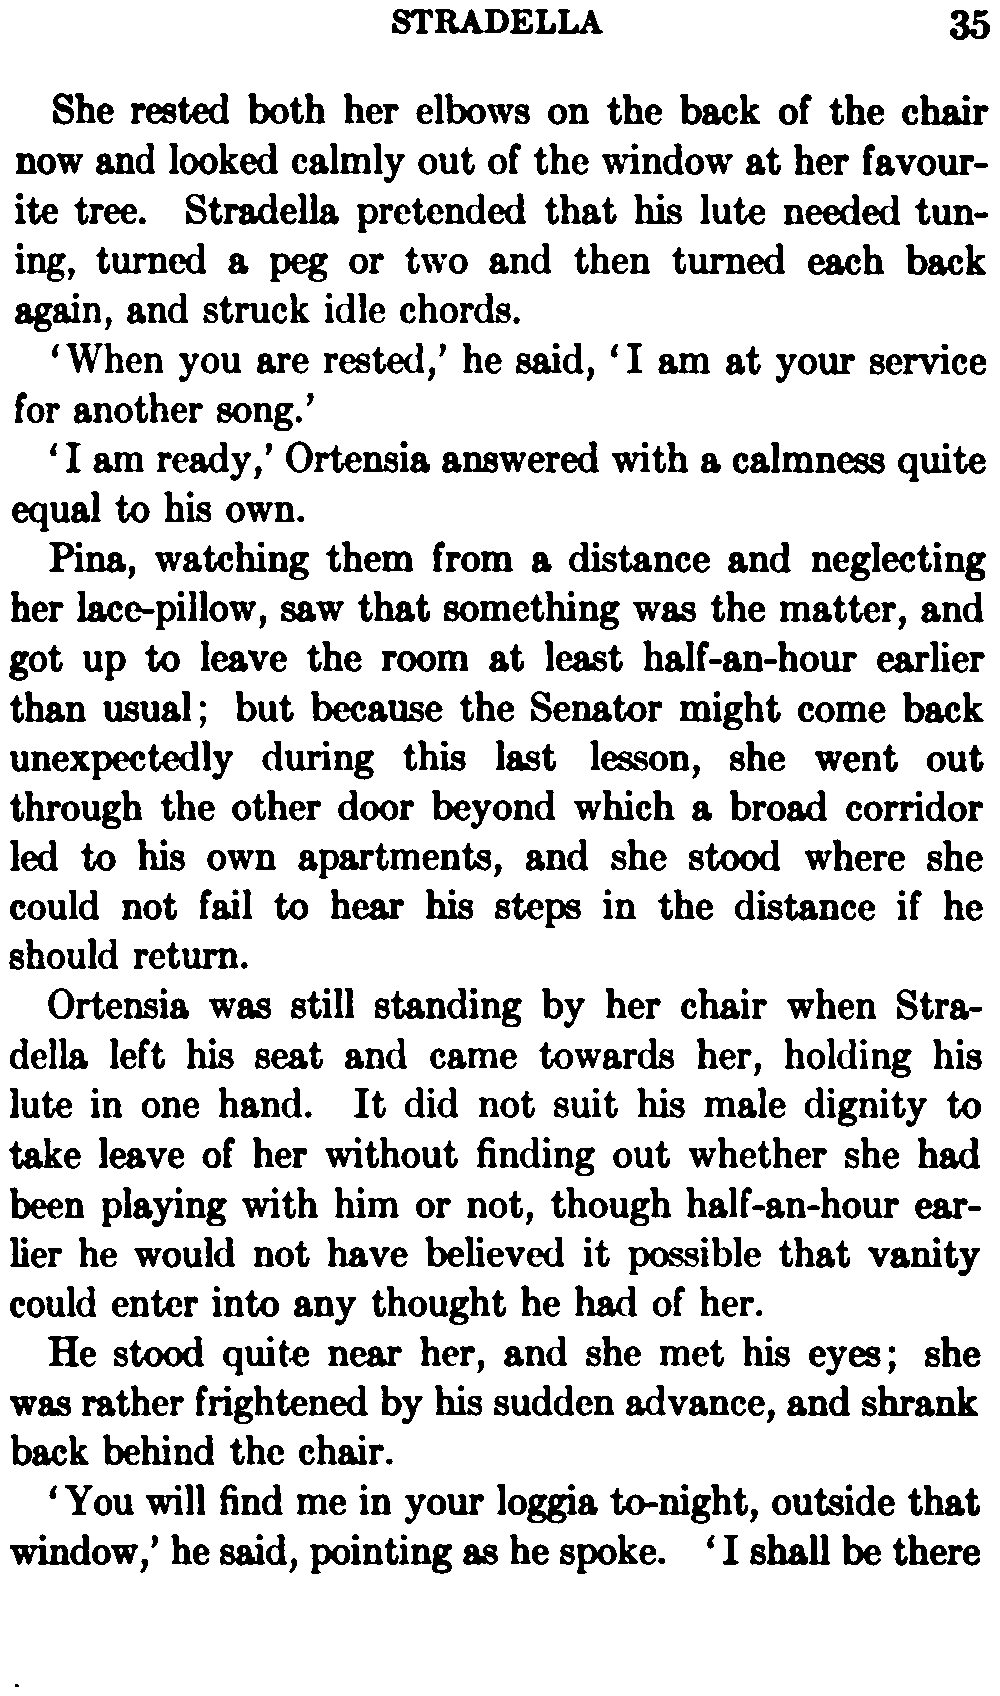 STRADELLA 35
She rested both her elbows on the back of the chair
now and looked calmly out of the window at her favour-
ite tree. Stradella pretended that his lute needed tun-
ing, turned a peg or two and then turned each back
again, and struck idle chords.
‘When you are rested,’ he said, ‘I am at your service
for another song.’
‘I am ready,’ Ortensia answered with a calmness quite
equal to his own.
Pina, watching them from a distance and neglecting
her lace-pillow, saw that something was the matter, and
got up to leave the room at least half-an-hour earlier
than usual; but because the Senator might come back
unexpectedly during this last lesson, she went out
through the other door beyond which a broad corridor
led to his own apartments, and she stood where she
could not fail to hear his steps in the distance if he
should return.
Ortensia was still standing by her chair when Stra-
della left his seat and came towards her, holding his
lute in one hand. It did not suit his male dignity to
take leave of her without finding out whether she had
been playing with him or not, though half-an-hour ear-
lier he would not have believed it possible that vanity
could enter into any thought he had of her.
He stood quite near her, and she met his eyes; she
was rather frightened by his sudden advance, and shrank
back behind the chair.
‘You will find me in your loggia to-night, outside that
window,’ he said, pointing as he spoke. ‘I shall be there